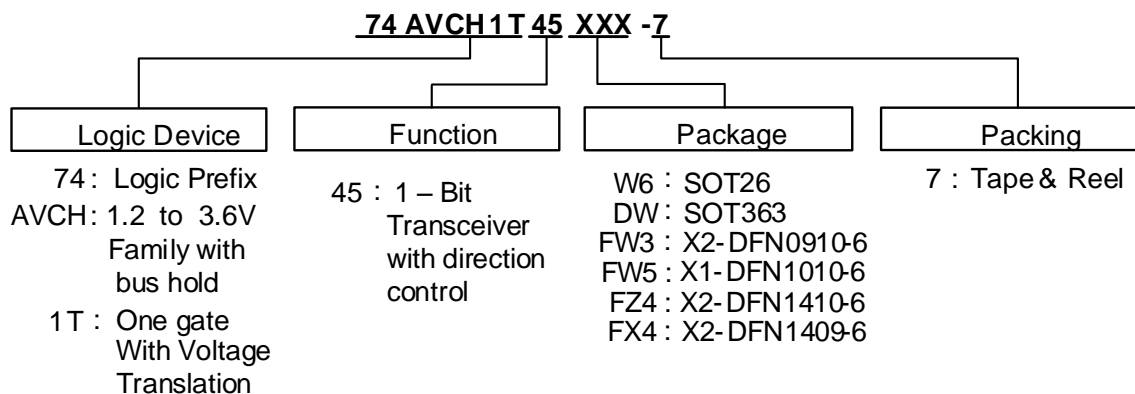 74 AVCH1T 45 XXX -7
Logic Device
74 : Logic Prefix
AVCH : 1.2 to 3.6V
Family with
bus hold
1T : One gate
With Voltage
Translation
Function
45 : 1 – Bit
Transceiver
with direction
control
Package
W6 : SOT26
DW : SOT363
FW3 : X2-DFN0910-6
FW5 : X1-DFN1010-6
FZ4 : X2-DFN1410-6
FX4 : X2-DFN1409-6
Packing
7 : Tape & Reel